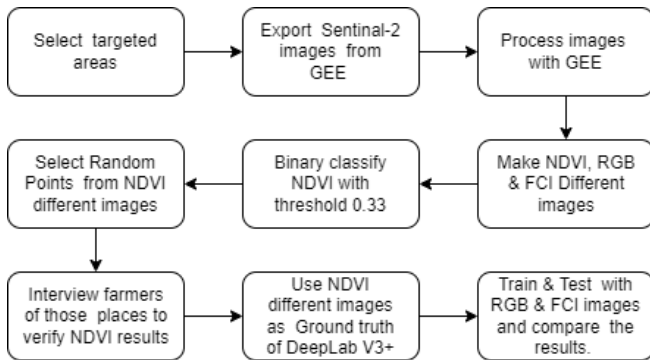 Select targeted
areas
Export Sentinal-2
images from
GEE
Process images
with GEE
Make NDVI, RGB
& FCI Different
images
Binary classify
NDVI with
threshold 0.33
Select Random
Points from NDVI
different images
Interview farmers
of those places to
verify NDVI results
Use NDVI
different images
as Ground truth
of DeepLab V3+
Train & Test with
RGB & FCI images
and compare the
results.